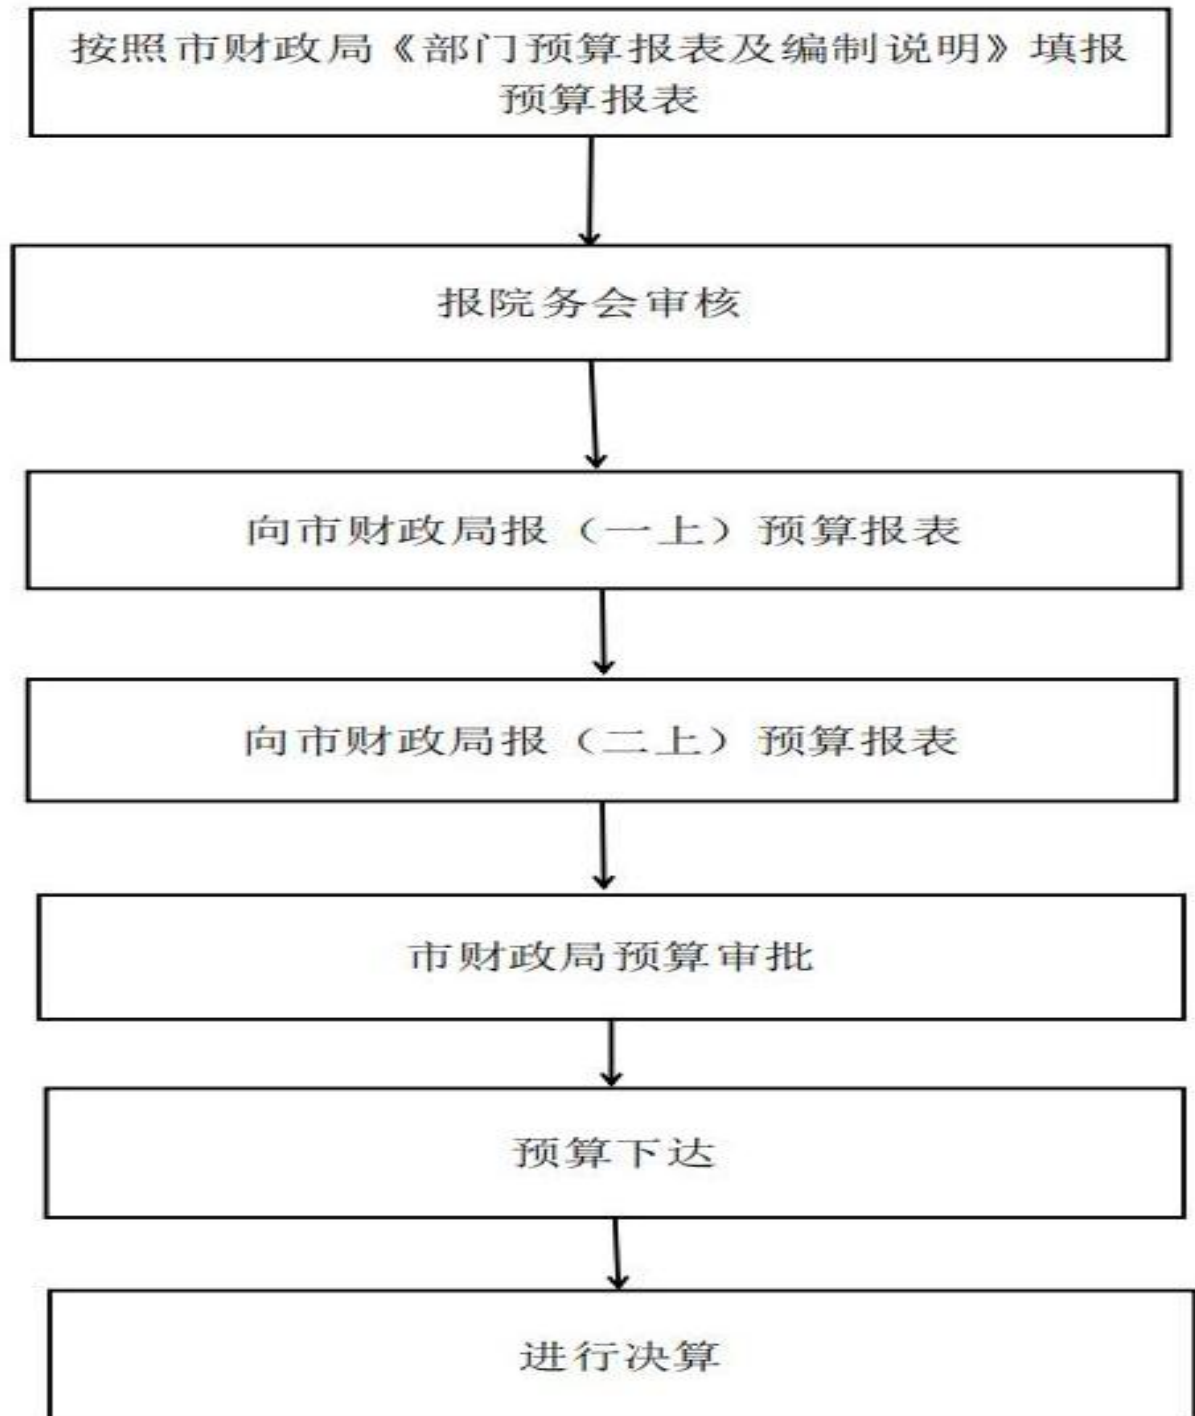 按照市财政局《部门预算报表及编制说明》填报
预算报表
报院务会审核
向市财政局报（一上）预算报表
向市财政局报（二上）预算报表
市财政局预算审批
预算下达
进行决算